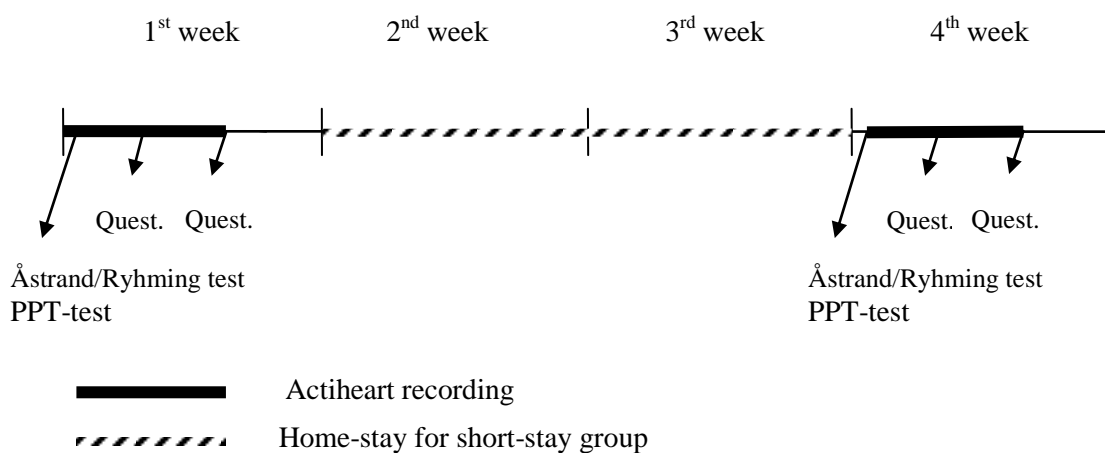 1st week 2nd week 3rd week 4th week
Quest. Quest. Quest. Quest.
Åstrand/Ryhming test Åstrand/Ryhming test
PPT-test PPT-test
Actiheart recording
Home-stay for short-stay group